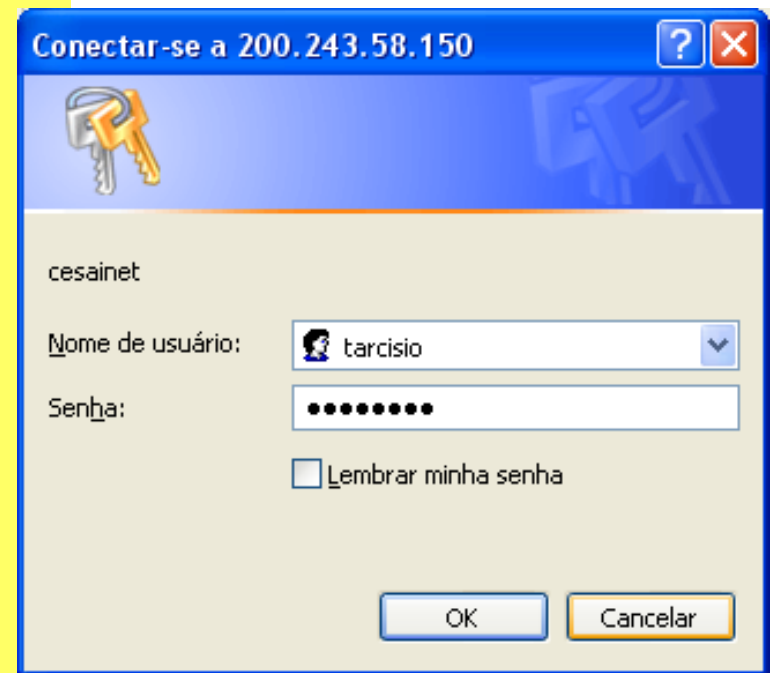 Conectar-se a 200.243.58.150
cesainet
Nome de usuário:
tarcisio
Senha:
••••••••
Lembrar minha senha
OK
Cancelar